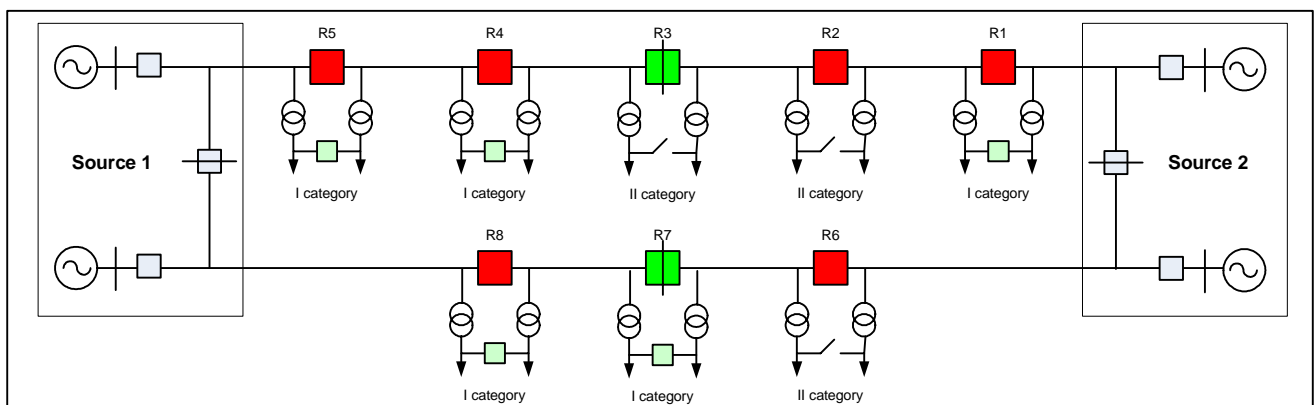 R5 R4 R3 R2 R1
Source 1
Source 2
I category I category II category II category I category
R8 R7 R6
I category I category II category